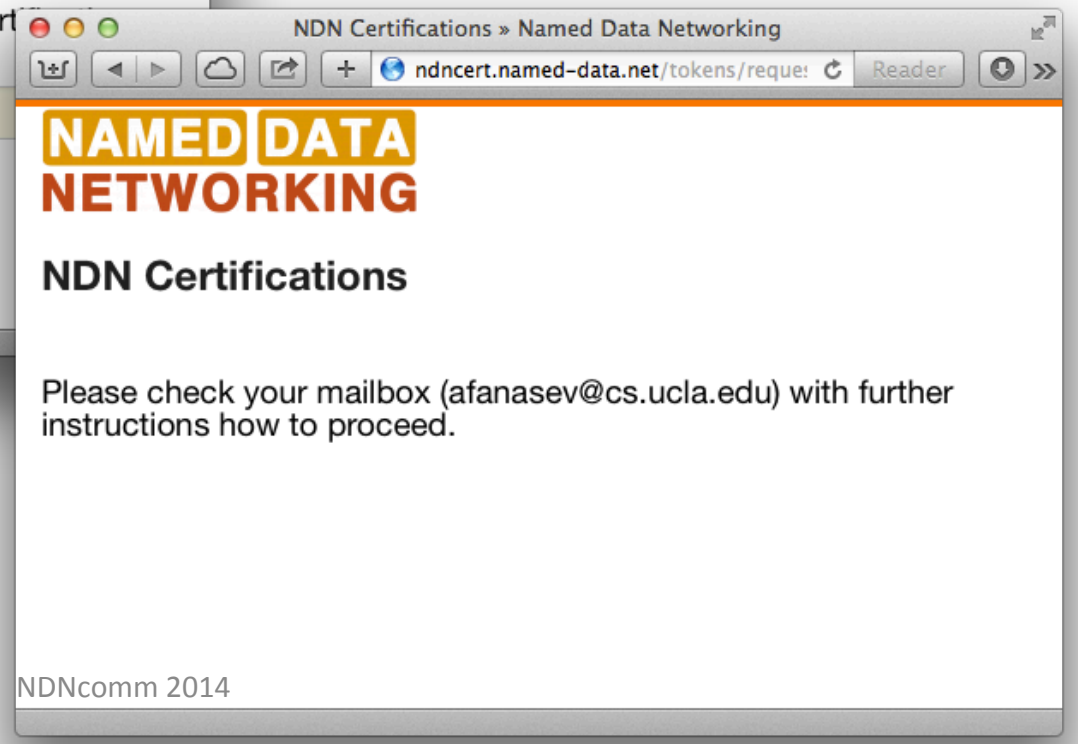 NDN Certifications » Named Data Networking
ndncert.named-data.net/tokens/reque
Reader
NAMED DATA
NETWORKING
NDN Certifications
Please check your mailbox (afanasev@cs.ucla.edu) with further
instructions how to proceed.
NDNcomm 2014